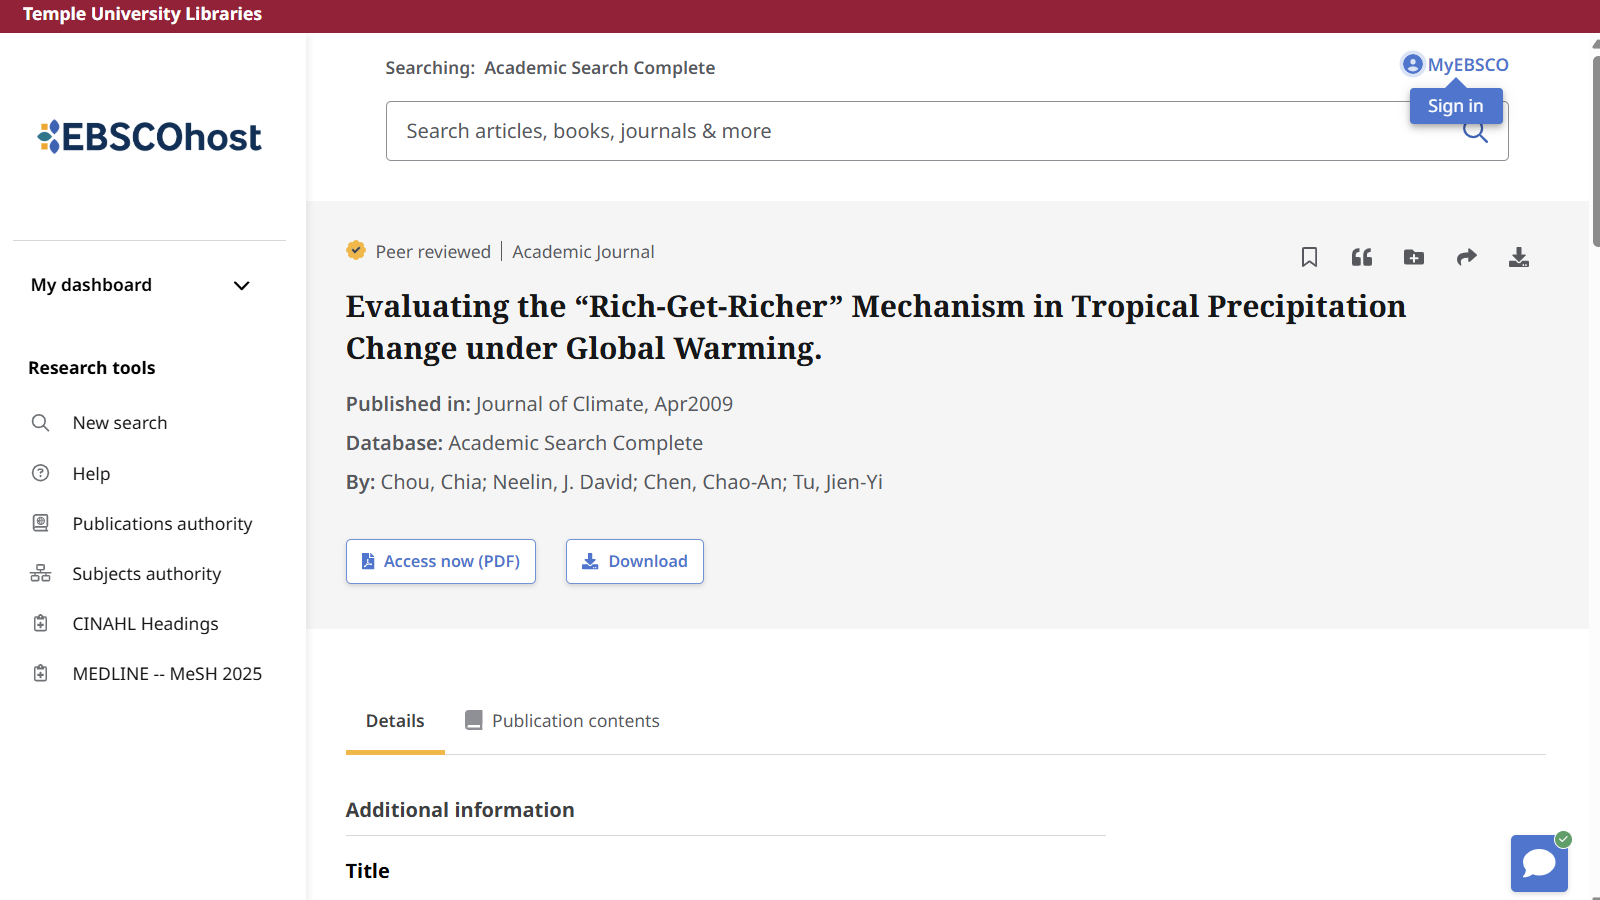 Temple University Libraries
EBSCOhost
My dashboard
Research tools
New search
Help
Publications authority
Subjects authority
CINAHL Headings
MEDLINE -- MeSH 2025
Searching: Academic Search Complete
MyEBSCO
Sign in
Search articles, books, journals & more
Peer reviewed | Academic Journal
Evaluating the “Rich-Get-Richer” Mechanism in Tropical Precipitation
Change under Global Warming.
Published in: Journal of Climate, Apr2009
Database: Academic Search Complete
By: Chou, Chia; Neelin, J. David; Chen, Chao-An; Tu, Jien-Yi
Access now (PDF)
Download
Details
Publication contents
Additional information
Title